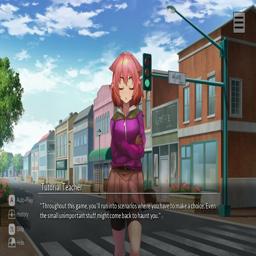 Tutorial Teacher
"Throughout this game, you'll run into scenarios where you have to make a choice. Even
the small unimportant stuff might come back to haunt you."
A Auto-Play
History
Skip
Hide